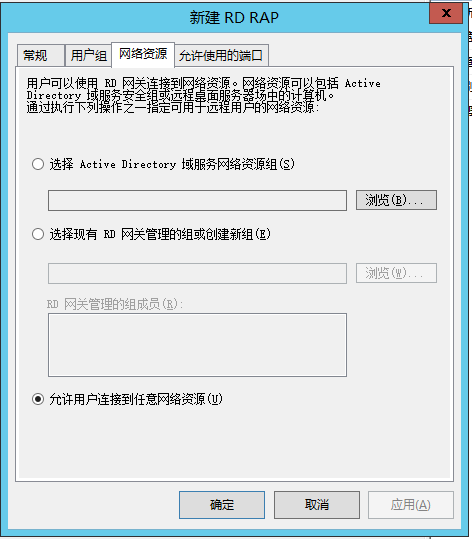 新建 RD RAP
x
常规 用户组 网络资源 允许使用的端口
用户可以使用 RD 网关连接到网络资源。网络资源可以包括 Active
Directory 域服务安全组或远程桌面服务器场中的计算机。
通过执行下列操作之一指定可用于远程用户的网络资源:
选择 Active Directory 域服务网络资源组(S)
浏览(B)...
选择现有 RD 网关管理的组或创建新组(E)
浏览(W)...
RD 网关管理的组成员(R):
允许用户连接到任意网络资源(U)
确定 取消 应用(A)